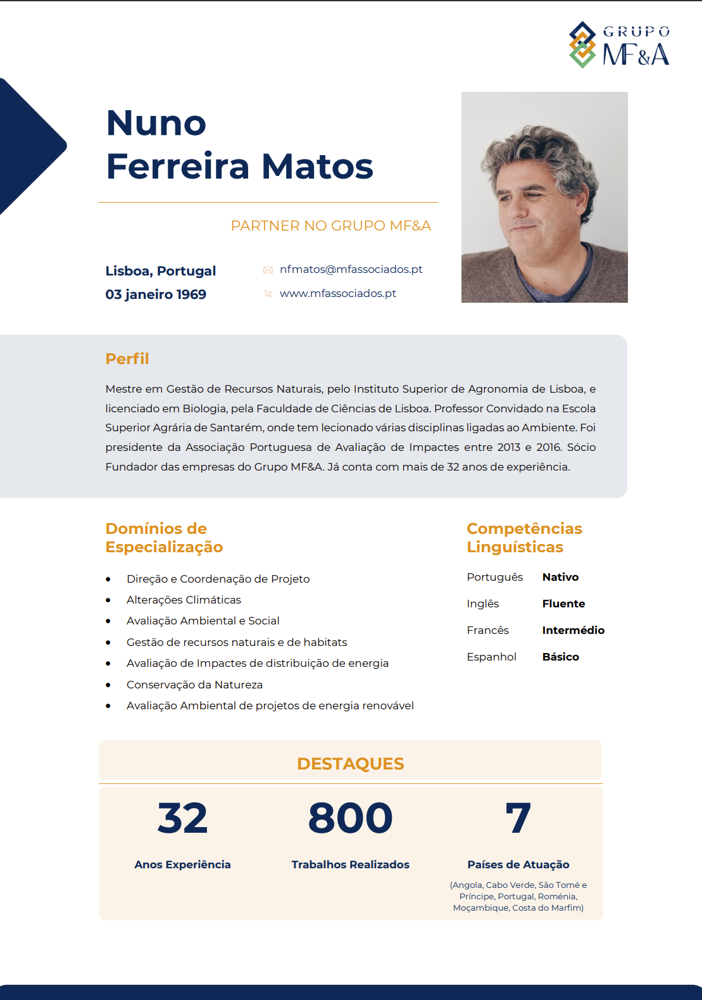 GRUPO
MF&A
Nuno
Ferreira Matos
PARTNER NO GRUPO MF&A
Lisboa, Portugal
03 janeiro 1969
nfmatos@mfassociados.pt
www.mfassociados.pt
Perfil
Mestre em Gestão de Recursos Naturais, pelo Instituto Superior de Agronomia de Lisboa, e
licenciado em Biologia, pela Faculdade de Ciências de Lisboa. Professor Convidado na Escola
Superior Agrária de Santarém, onde tem lecionado várias disciplinas ligadas ao Ambiente. Foi
presidente da Associação Portuguesa de Avaliação de Impactes entre 2013 e 2016. Sócio
Fundador das empresas do Grupo MF&A. Já conta com mais de 32 anos de experiência.
Domínios de
Especialização
• Direção e Coordenação de Projeto
• Alterações Climáticas
• Avaliação Ambiental e Social
• Gestão de recursos naturais e de habitats
• Avaliação de Impactes de distribuição de energia
• Conservação da Natureza
• Avaliação Ambiental de projetos de energia renovável
Competências
Linguísticas
Português Nativo
Inglês Fluente
Francês Intermédio
Espanhol Básico
DESTAQUES
32 800 7
Anos Experiência Trabalhos Realizados Países de Atuação
(Angola, Cabo Verde, São Tomé e
Príncipe, Portugal, Roménia,
Moçambique, Costa do Marfim)